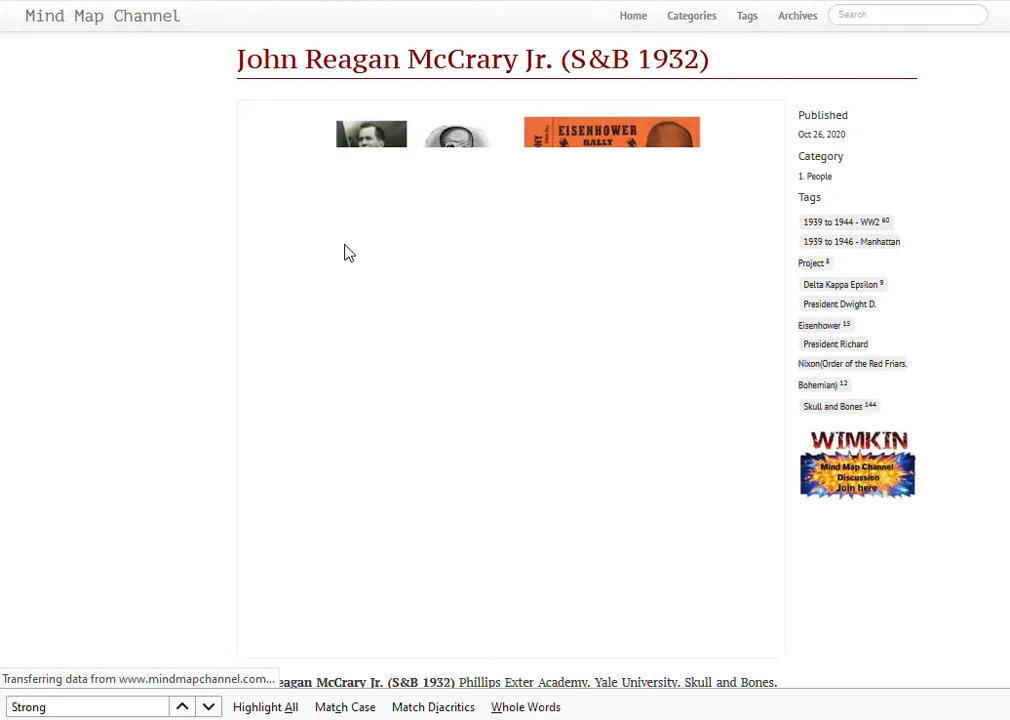 Mind Map Channel
Home Categories Tags Archives Search
John Reagan McCrary Jr. (S&B 1932)
EISENHOWER
RALLY
Published
Oct 26, 2020
Category
1. People
Tags
1939 to 1944 - WW2 60
1939 to 1946 - Manhattan
Project 8
Delta Kappa Epsilon 9
President Dwight D.
Eisenhower 15
President Richard
Nixon(Order of the Red Friars.
Bohemian) 12
Skull and Bones 144
WIMKIN
Mind Map Channel
Discussion
Join here
Transferring data from www.mindmapchannel.com...
eagan McCrary Jr. (S&B 1932) Phillips Exter Academy. Yale University. Skull and Bones.
Strong Highlight All Match Case Match Diacritics Whole Words